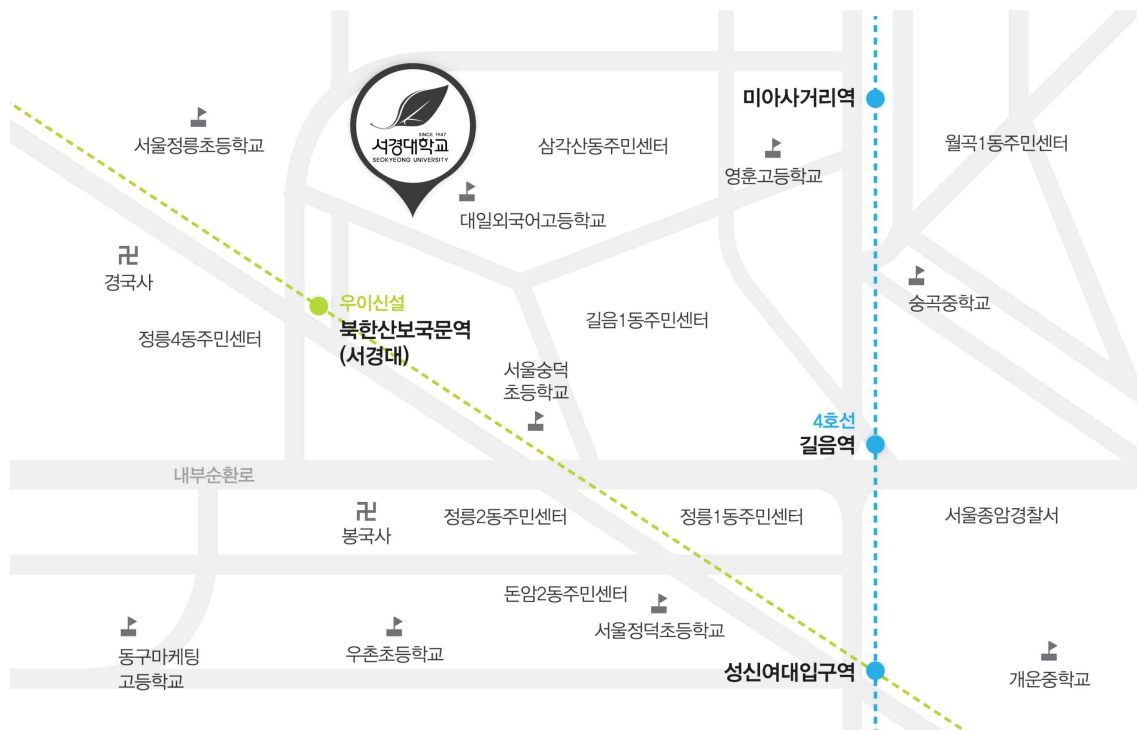 미아사거리역
서울정릉초등학교
SINCE 1947
서경대학교
SEOKYEONG UNIVERSITY
삼각산동주민센터
영훈고등학교
월곡1동주민센터
대일외국어고등학교
경국사
숭곡중학교
우이신설
북한산보국문역
(서경대)
길음1동주민센터
정릉4동주민센터
서울숭덕
초등학교
4호선
길음역
내부순환로
봉국사
정릉2동주민센터
정릉1동주민센터
서울종암경찰서
돈암2동주민센터
서울정덕초등학교
동구마케팅
고등학교
우촌초등학교
성신여대입구역
개운중학교